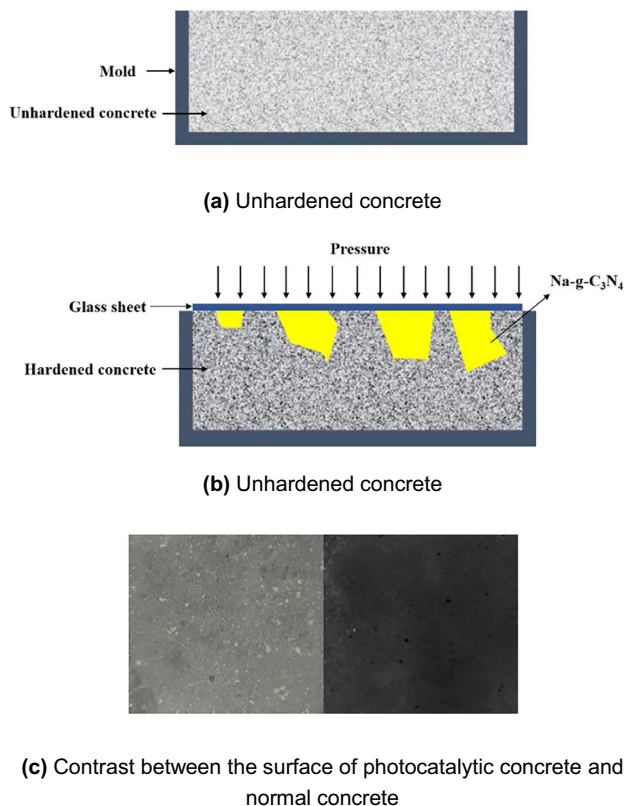 Mold
Unhardened concrete
(a) Unhardened concrete
Pressure
Na-g-C₃N₄
Glass sheet
Hardened concrete
(b) Unhardened concrete
(c) Contrast between the surface of photocatalytic concrete and
normal concrete